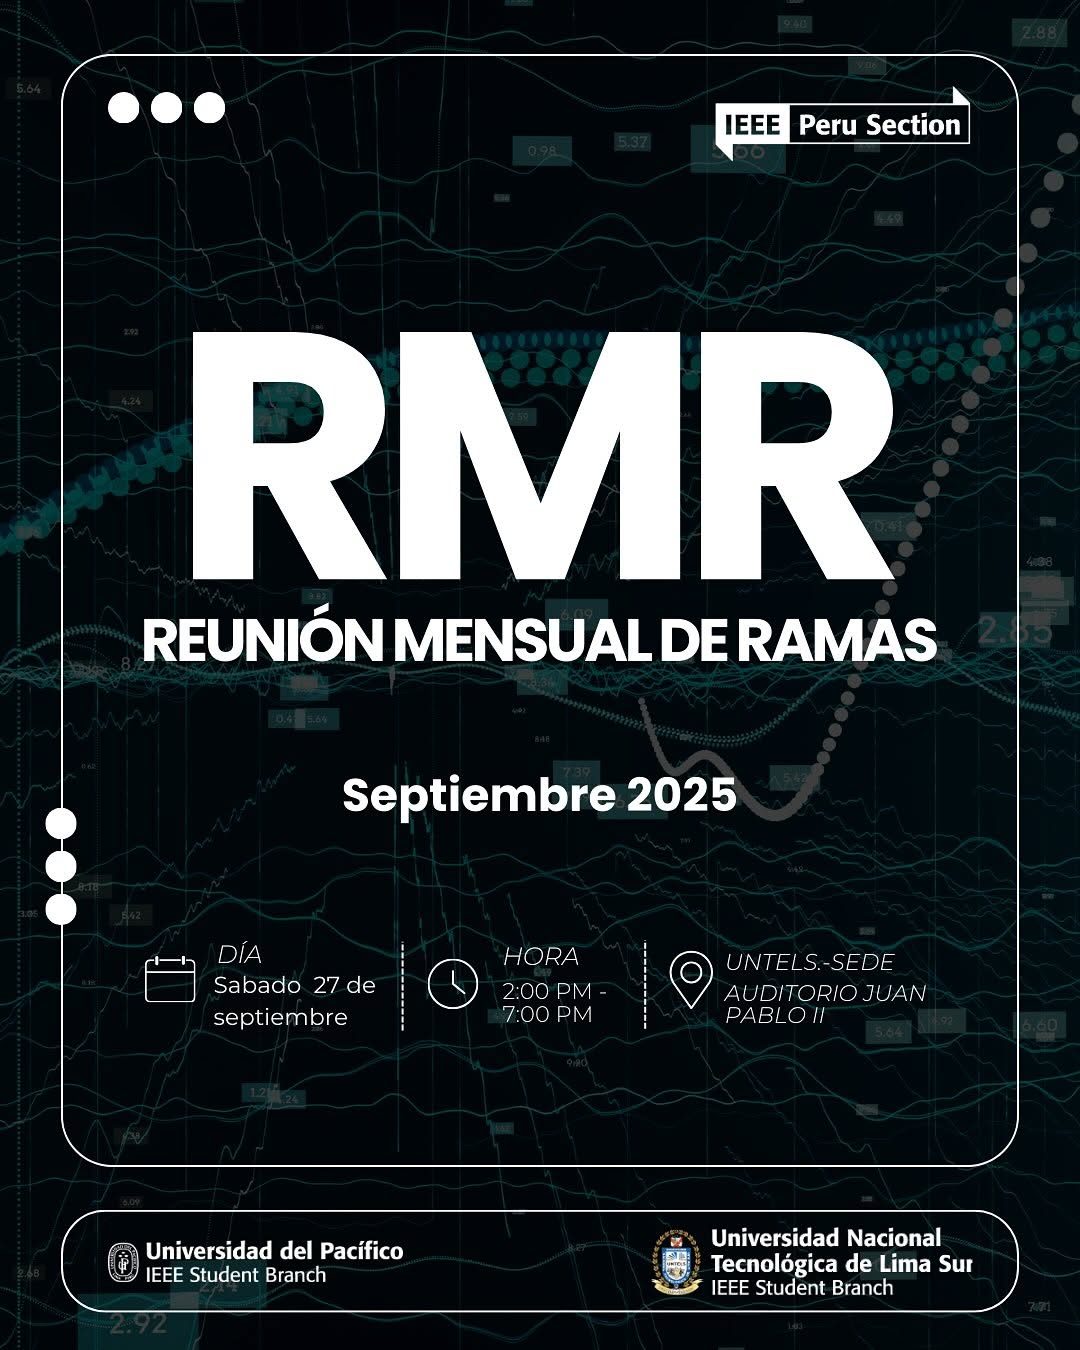 IEEE Peru Section
RMR
REUNIÓN MENSUAL DE RAMAS
Septiembre 2025
DÍA
Sabado 27 de
septiembre
HORA
2:00 PM -
7:00 PM
UNTELS.-SEDE
AUDITORIO JUAN
PABLO II
Universidad del Pacífico
IEEE Student Branch
Universidad Nacional
Tecnológica de Lima Sur
IEEE Student Branch